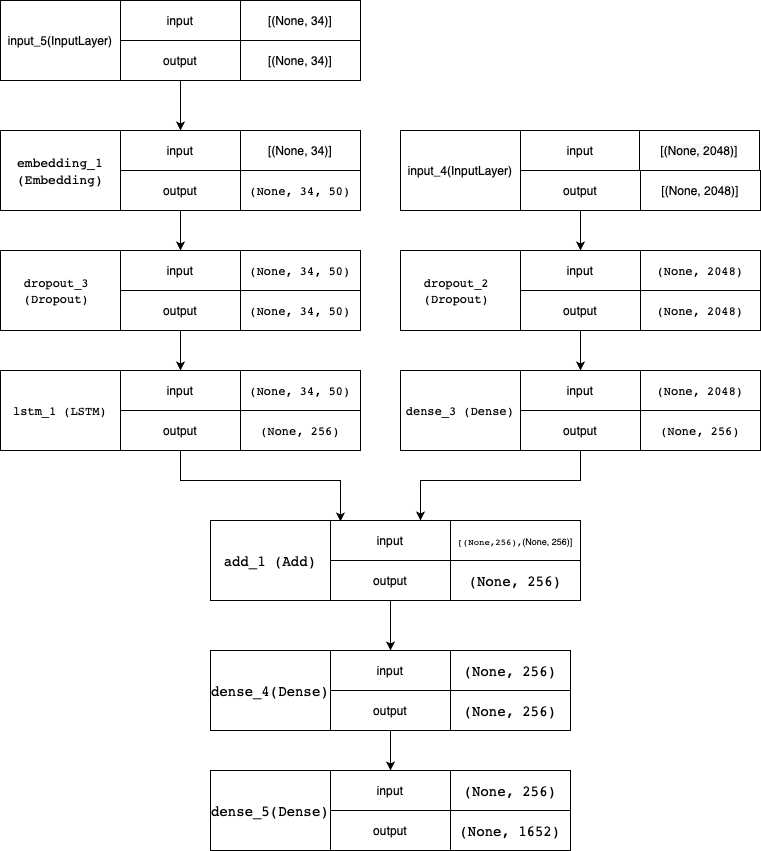 input_5(InputLayer)
input
[(None, 34)]
output
[(None, 34)]
embedding_1
(Embedding)
input
[(None, 34)]
output
(None, 34, 50)
input_4(InputLayer)
input
[(None, 2048)]
output
[(None, 2048)]
dropout_3
(Dropout)
input
(None, 34, 50)
output
(None, 34, 50)
dropout_2
(Dropout)
input
(None, 2048)
output
(None, 2048)
lstm_1 (LSTM)
input
(None, 34, 50)
output
(None, 256)
dense_3 (Dense)
input
(None, 2048)
output
(None, 256)
add_1 (Add)
input
[(None,256),(None, 256)]
output
(None, 256)
dense_4(Dense)
input
(None, 256)
output
(None, 256)
dense_5(Dense)
input
(None, 256)
output
(None, 1652)